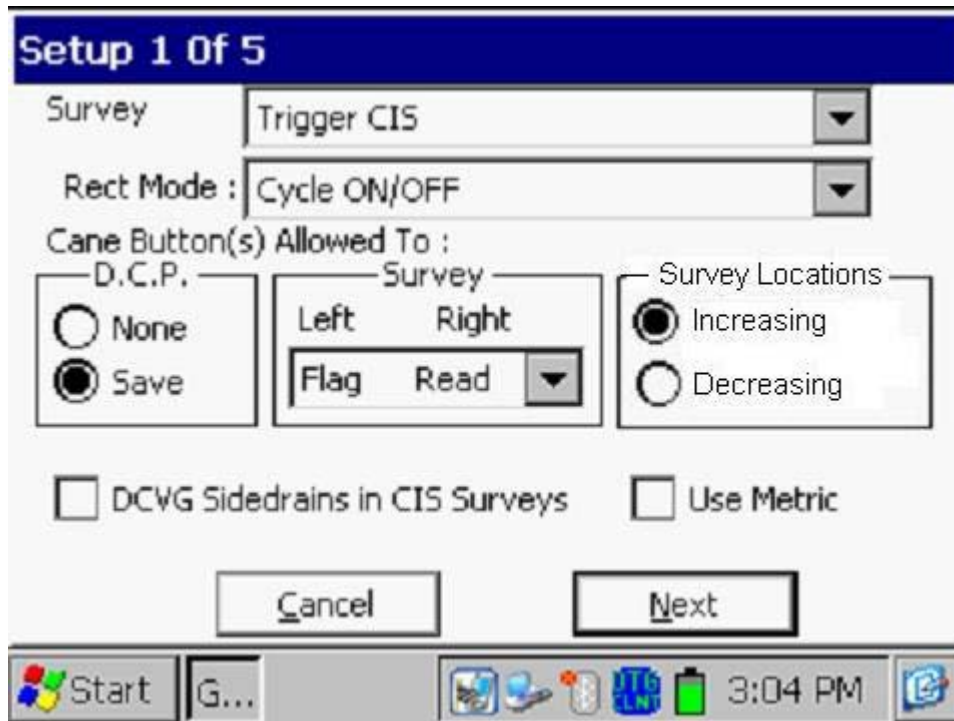 Setup 1 Of 5
Survey Trigger CIS
Rect Mode : Cycle ON/OFF
Cane Button(s) Allowed To :
D.C.P.
None
Save
Survey
Left Right
Flag Read
Survey Locations
Increasing
Decreasing
DCVG Sidedrains in CIS Surveys
Use Metric
Cancel
Next
Start
G...
UTG
CLNT
3:04 PM